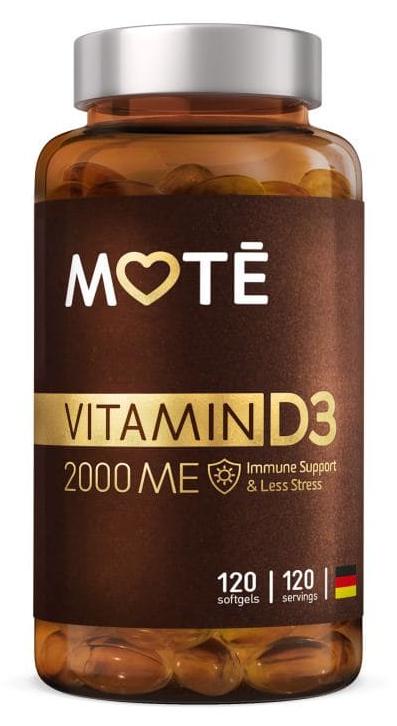 MOTĒ
VITAMIN D3
2000 ME
Immune Support
& Less Stress
120 | 120 |
softgels servings